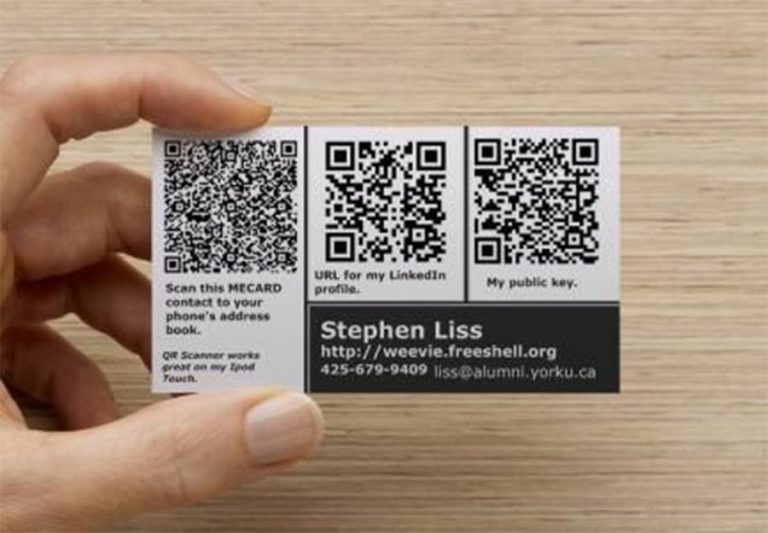 Scan this MECARD
contact to your
phone's address
book.
QR Scanner works
great on my Ipod
Touch.
URL for my LinkedIn
profile.
My public key.
Stephen Liss
http://weevie.freeshell.org
425-679-9409 liss@alumni.yorku.ca